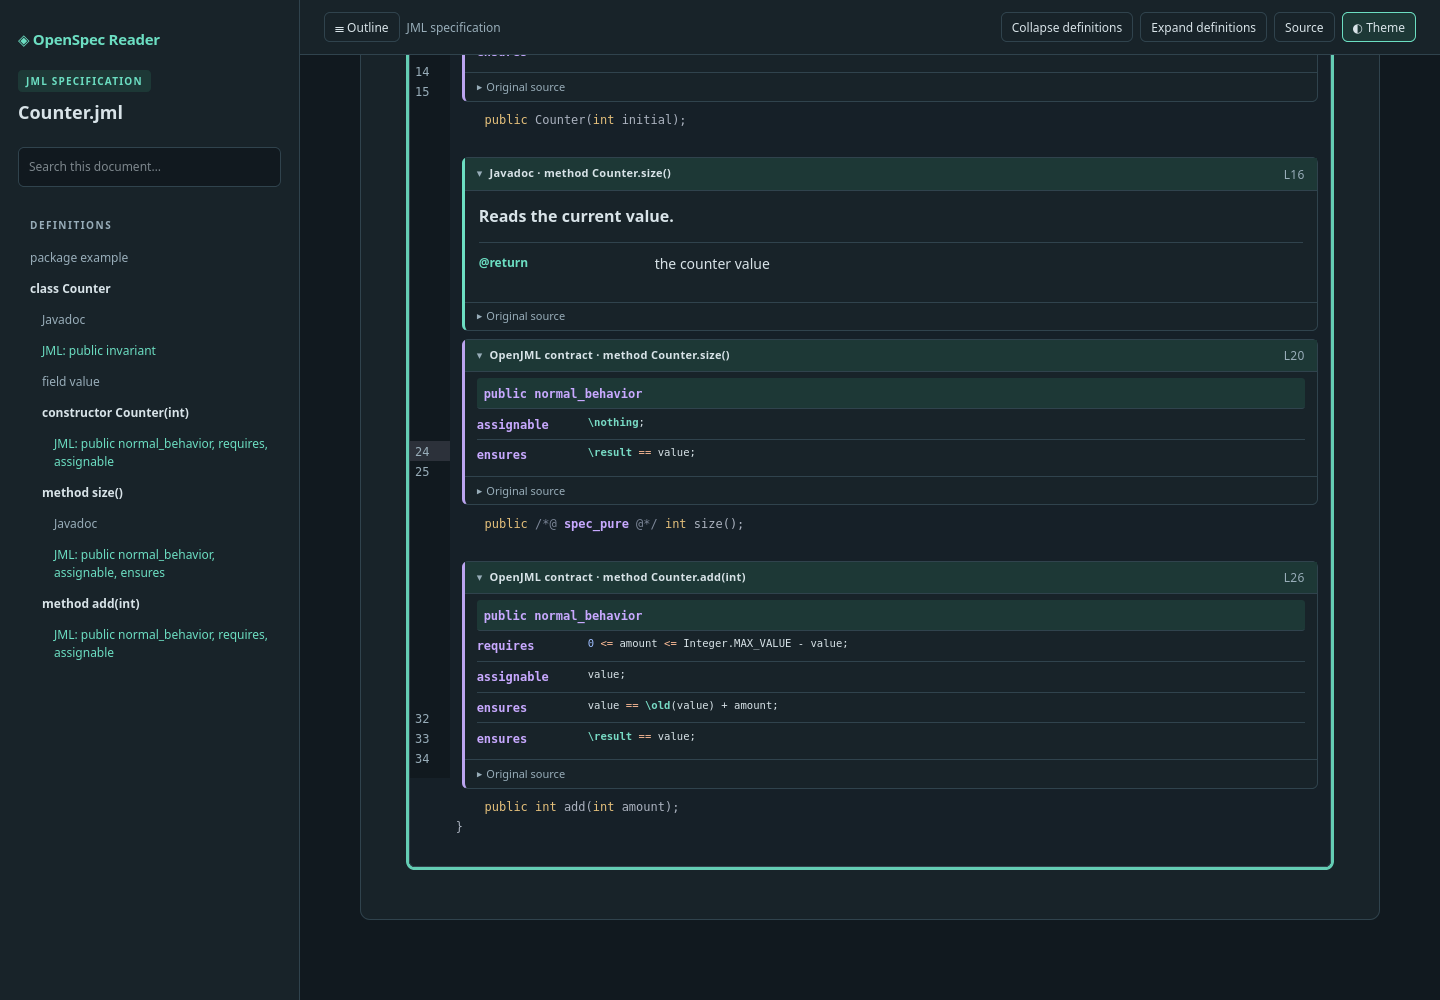 ◈ OpenSpec Reader
JML SPECIFICATION
Counter.jml
Search this document...
DEFINITIONS
package example
class Counter
Javadoc
JML: public invariant
field value
constructor Counter(int)
JML: public normal_behavior, requires,
assignable
method size()
Javadoc
JML: public normal_behavior,
assignable, ensures
method add(int)
JML: public normal_behavior, requires,
assignable
≡ Outline
JML specification
Collapse definitions
Expand definitions
Source
◐ Theme
14
▸ Original source
15
public Counter(int initial);
▾ Javadoc · method Counter.size()
L16
Reads the current value.
@return the counter value
▸ Original source
▾ OpenJML contract · method Counter.size()
L20
public normal_behavior
assignable \nothing;
24
ensures \result == value;
25
▸ Original source
public /*@ spec_pure @*/ int size();
▾ OpenJML contract · method Counter.add(int)
L26
public normal_behavior
requires 0 <= amount <= Integer.MAX_VALUE - value;
assignable value;
ensures value == \old(value) + amount;
32
ensures \result == value;
33
34
▸ Original source
public int add(int amount);
}